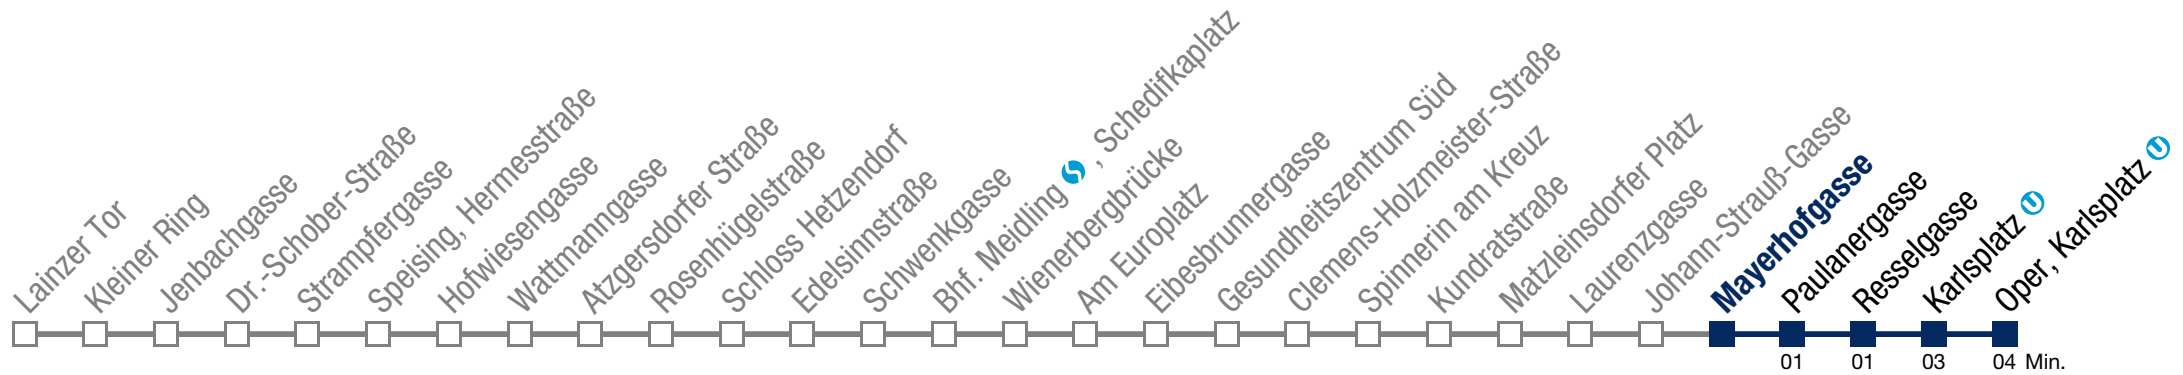 Lainzer Tor
Kleiner Ring
Jenbachgasse
Dr.-Schober-Straße
Strampfergasse
Speising, Hermesstraße
Hofwiesengasse
Wattmanngasse
Atzgersdorfer Straße
Rosenhügelstraße
Schloss Hetzendorf
Edelsinnstraße
Schwenkgasse
Bhf. Meidling S, Schedifkaplatz
Wienerbergbrücke
Am Europlatz
Eibesbrunnergasse
Gesundheitszentrum Süd
Clemens-Holzmeister-Straße
Spinnerin am Kreuz
Kundratstraße
Matzleinsdorfer Platz
Laurenzgasse
Johann-Strauß-Gasse
Mayerhofgasse
Paulanergasse
Resselgasse
Karlsplatz U
Oper, Karlsplatz U
01 01 03 04 Min.